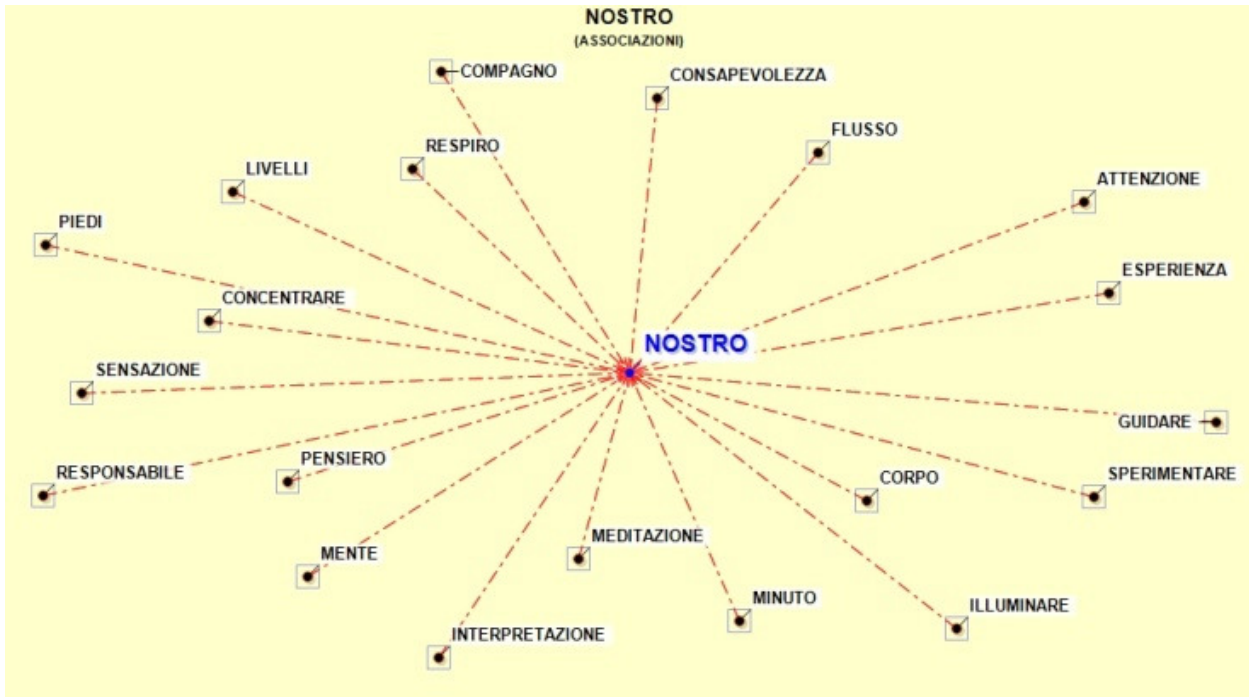 NOSTRO
(ASSOCIAZIONI)
COMPAGNO
CONSAPEVOLEZZA
FLUSSO
RESPIRO
LIVELLI
ATTENZIONE
PIEDI
ESPERIENZA
CONCENTRARE
NOSTRO
SENSAZIONE
GUIDARE
PENSIERO
RESPONSABILE
CORPO
SPERIMENTARE
MEDITAZIONE
MENTE
MINUTO
ILLUMINARE
INTERPRETAZIONE